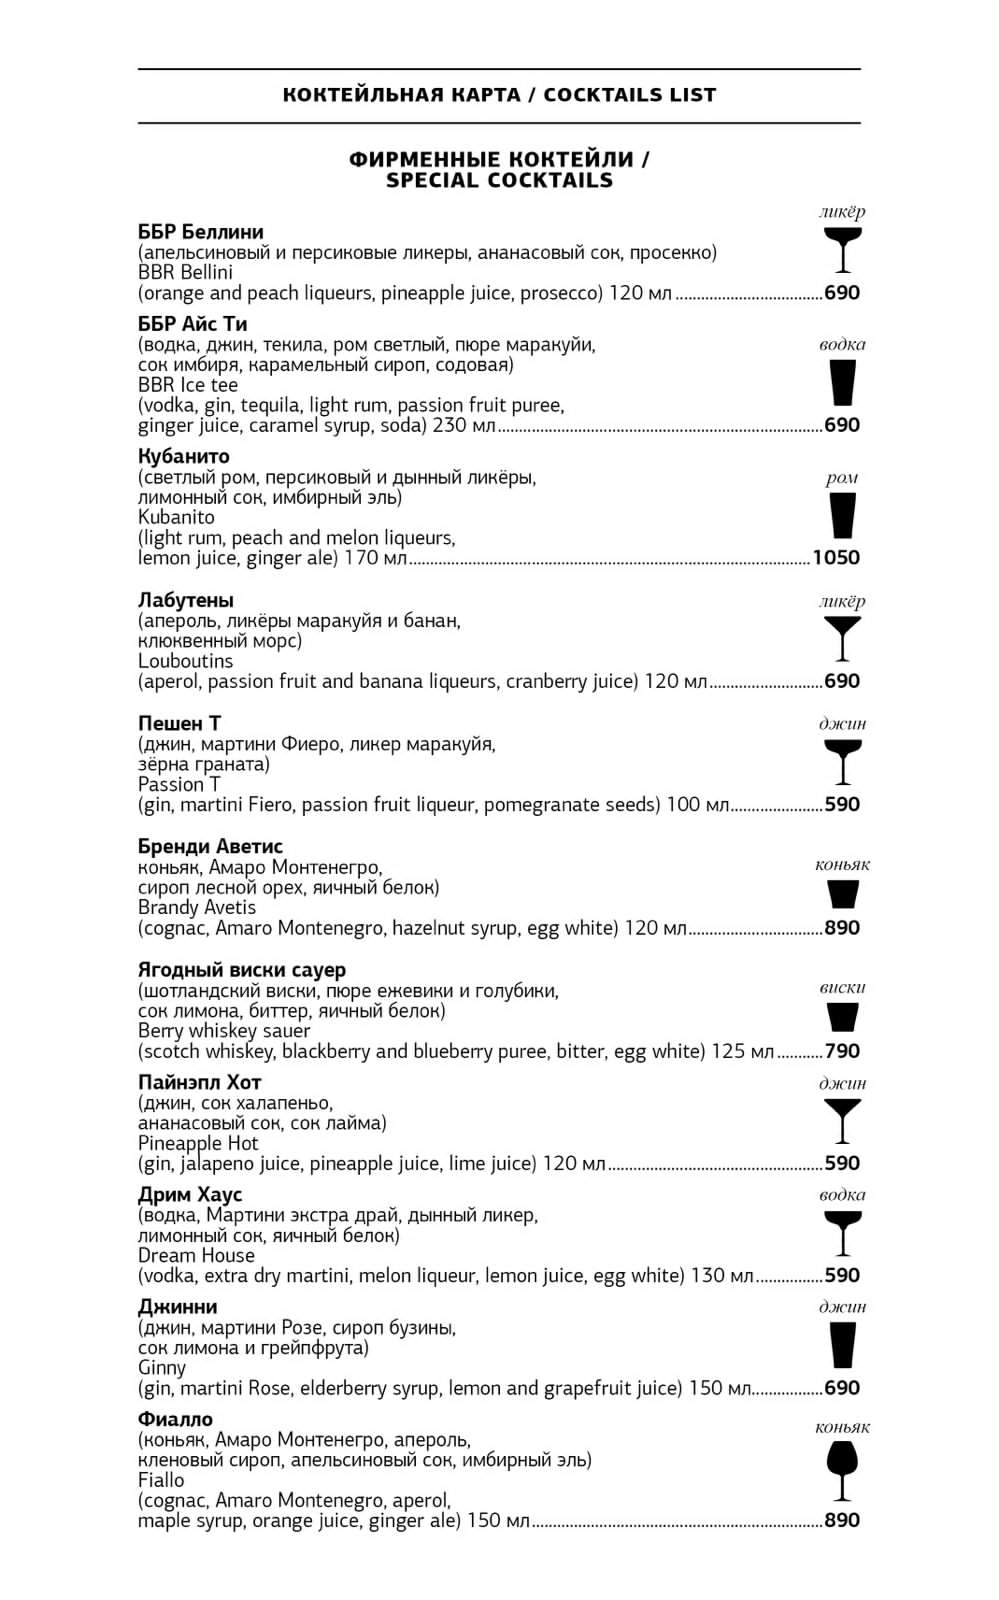 КОКТЕЙЛЬНАЯ КАРТА / COCKTAILS LIST
ФИРМЕННЫЕ КОКТЕЙЛИ /
SPECIAL COCKTAILS
ликёр
ББР Беллини
(апельсиновый и персиковые ликеры, ананасовый сок, просекко)
BBR Bellini
(orange and peach liqueurs, pineapple juice, prosecco) 120 мл..................................690
ББР Айс Ти
(водка, джин, текила, ром светлый, пюре маракуйи,
водка
сок имбиря, карамельный сироп, содовая)
BBR Ice tee
(vodka, gin, tequila, light rum, passion fruit puree,
ginger juice, caramel syrup, soda) 230 мл...........................................................................690
Кубанито
(светлый ром, персиковый и дынный ликёры,
ром
лимонный сок, имбирный эль)
Kubanito
(light rum, peach and melon liqueurs,
lemon juice, ginger ale) 170 мл............................................................................................1050
Лабутены
ликёр
(апероль, ликёры маракуйя и банан,
клюквенный морс)
Louboutins
(aperol, passion fruit and banana liqueurs, cranberry juice) 120 мл..........................690
Пешен Т
джин
(джин, мартини Фиеро, ликер маракуйя,
зёрна граната)
Passion T
(gin, martini Fiero, passion fruit liqueur, pomegranate seeds) 100 мл.....................590
Бренди Аветис
коньяк, Амаро Монтенегро,
коньяк
сироп лесной орех, яичный белок)
Brandy Avetis
(cognac, Amaro Montenegro, hazelnut syrup, egg white) 120 мл...............................890
Ягодный виски сауер
(шотландский виски, пюре ежевики и голубики,
виски
сок лимона, биттер, яичный белок)
Berry whiskey sauer
(scotch whiskey, blackberry and blueberry puree, bitter, egg white) 125 мл...........790
Пайнэпл Хот
джин
(джин, сок халапеньо,
ананасовый сок, сок лайма)
Pineapple Hot
(gin, jalapeno juice, pineapple juice, lime juice) 120 мл..................................................590
Дрим Хаус
водка
(водка, Мартини экстра драй, дынный ликер,
лимонный сок, яичный белок)
Dream House
(vodka, extra dry martini, melon liqueur, lemon juice, egg white) 130 мл................590
Джинни
джин
(джин, мартини Розе, сироп бузины,
сок лимона и грейпфрута)
Ginny
(gin, martini Rose, elderberry syrup, lemon and grapefruit juice) 150 мл.................690
Фиалло
коньяк
(коньяк, Амаро Монтенегро, апероль,
кленовый сироп, апельсиновый сок, имбирный эль)
Fiallo
(cognac, Amaro Montenegro, aperol,
maple syrup, orange juice, ginger ale) 150 мл...................................................................890